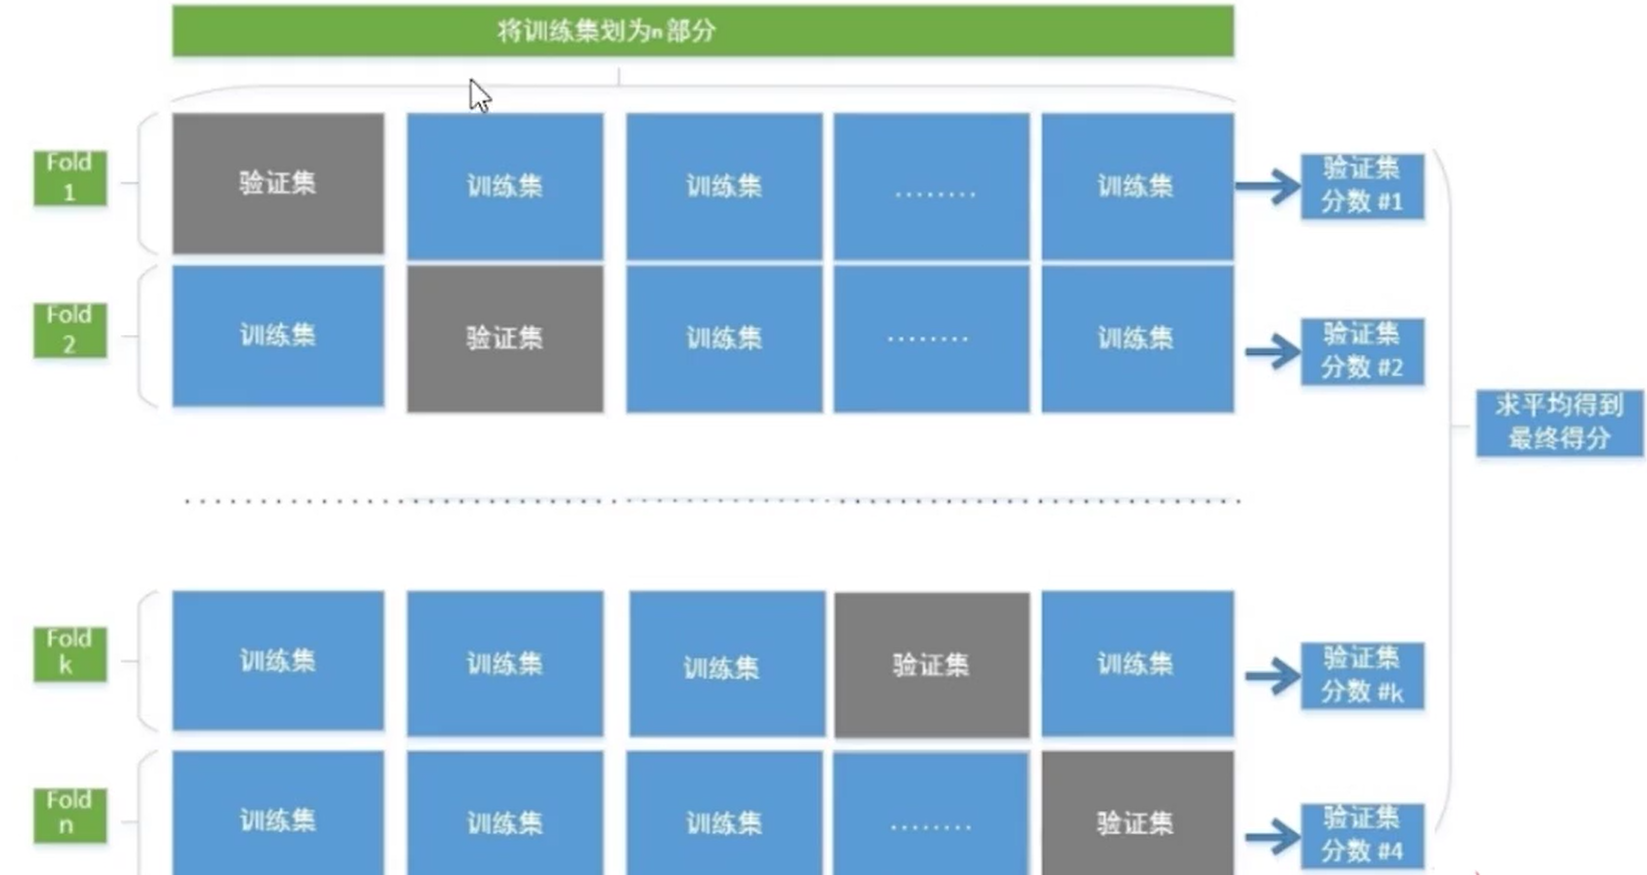 将训练集划为n部分
Fold
1
验证集
训练集
训练集
........
训练集
验证集
分数 #1
Fold
2
训练集
验证集
训练集
........
训练集
验证集
分数 #2
求平均得到
最终得分
Fold
k
训练集
训练集
训练集
验证集
训练集
验证集
分数 #k
Fold
n
训练集
训练集
训练集
........
验证集
验证集
分数 #4